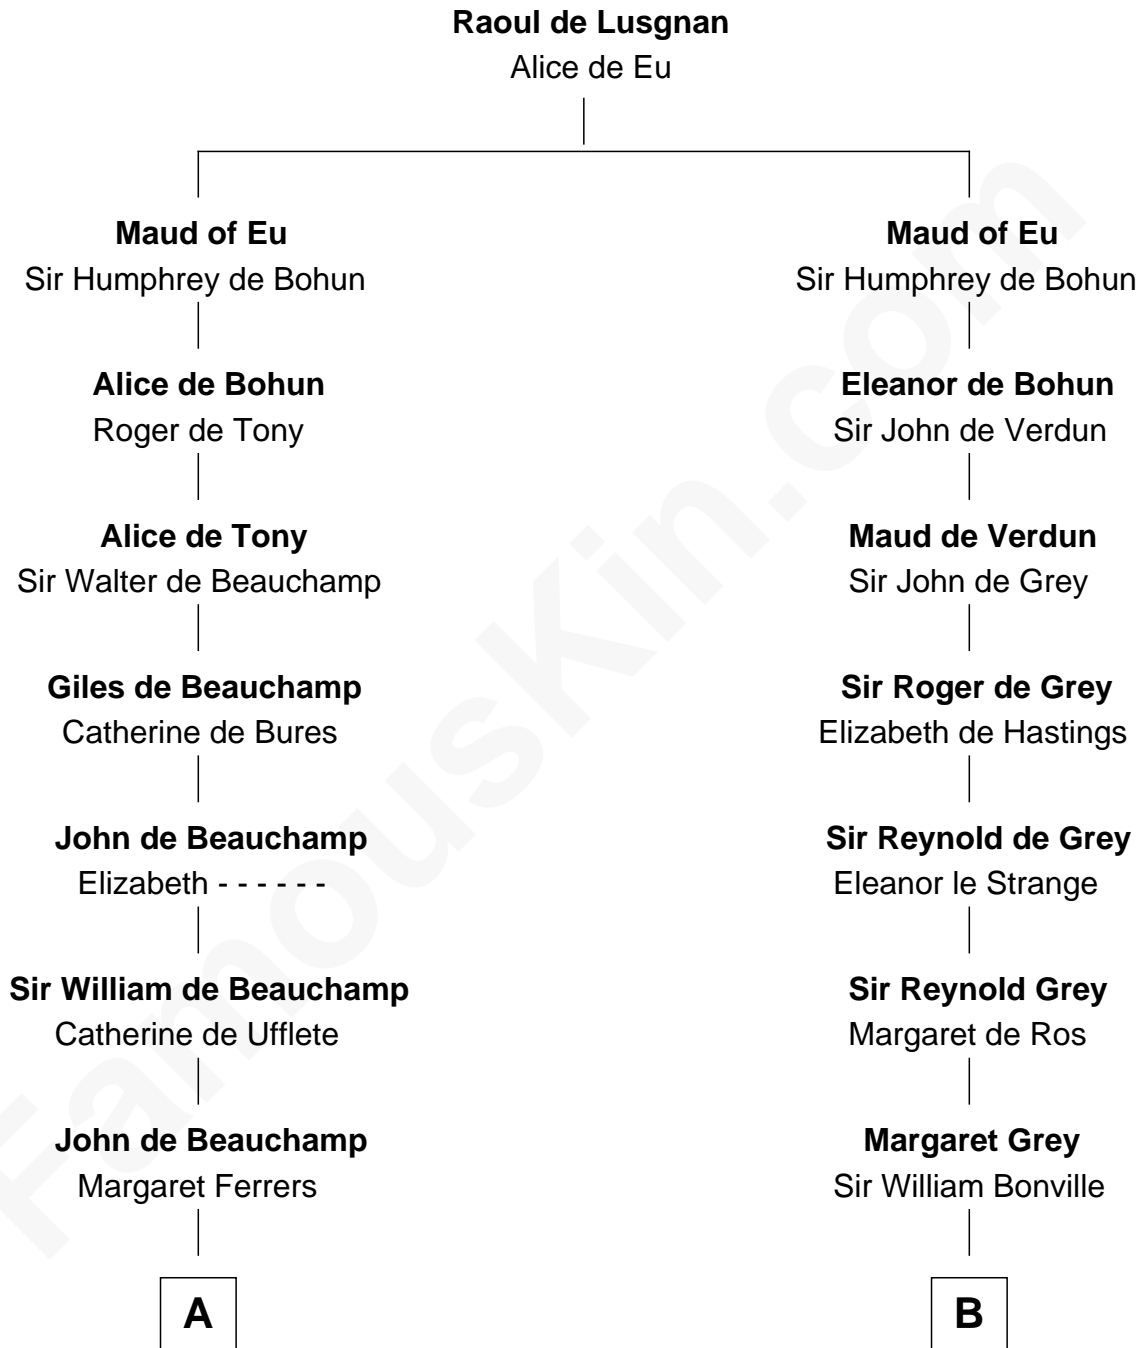 Raoul de Lusgnan
Alice de Eu
Maud of Eu
Sir Humphrey de Bohun
Maud of Eu
Sir Humphrey de Bohun
Alice de Bohun
Roger de Tony
Eleanor de Bohun
Sir John de Verdun
Alice de Tony
Sir Walter de Beauchamp
Maud de Verdun
Sir John de Grey
Giles de Beauchamp
Catherine de Bures
Sir Roger de Grey
Elizabeth de Hastings
John de Beauchamp
Elizabeth - - - - - -
Sir Reynold de Grey
Eleanor le Strange
Sir William de Beauchamp
Catherine de Ufflete
Sir Reynold Grey
Margaret de Ros
John de Beauchamp
Margaret Ferrers
Margaret Grey
Sir William Bonville
A
B
FamousKin.com